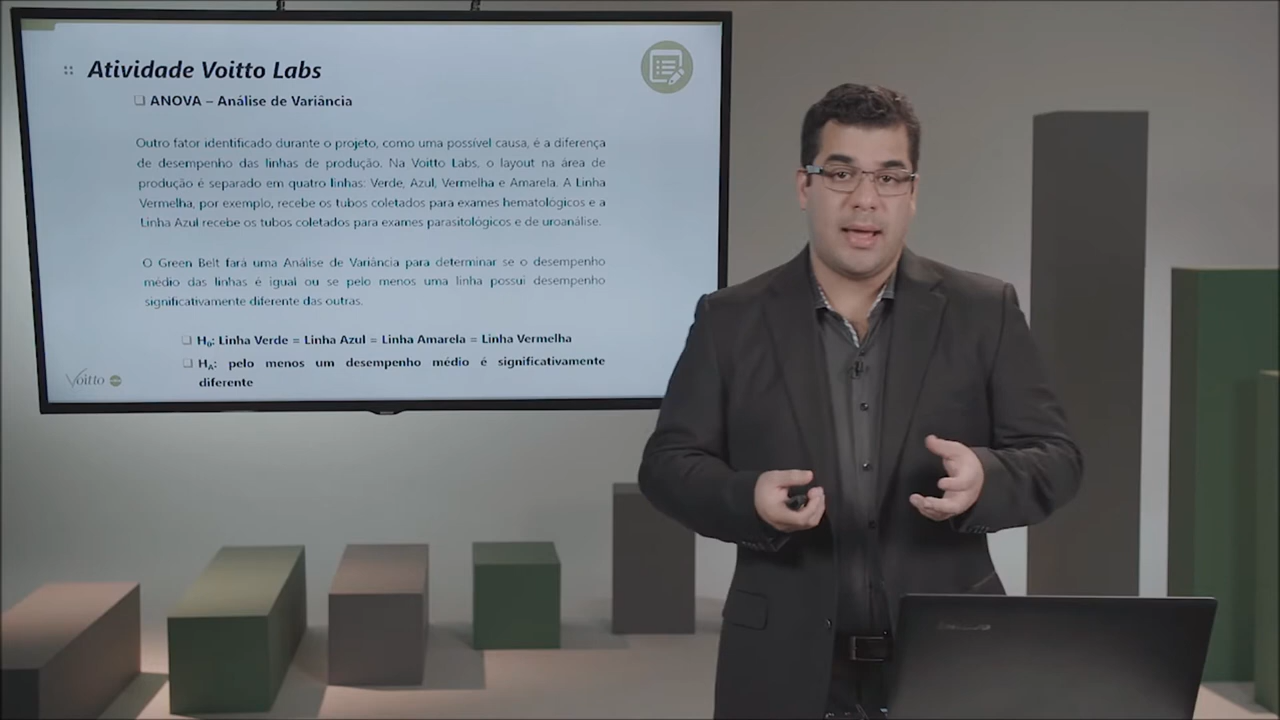 Atividade Voitto Labs
ANOVA – Análise de Variância
Outro fator identificado durante o projeto, como uma possível causa, é a diferença
de desempenho das linhas de produção. Na Voitto Labs, o layout na área de
produção é separado em quatro linhas: Verde, Azul, Vermelha e Amarela. A Linha
Vermelha, por exemplo, recebe os tubos coletados para exames hematológicos e a
Linha Azul recebe os tubos coletados para exames parasitológicos e de uroanálise.
O Green Belt fará uma Análise de Variância para determinar se o desempenho
médio das linhas é igual ou se pelo menos uma linha possui desempenho
significativamente diferente das outras.
H₀: Linha Verde = Linha Azul = Linha Amarela = Linha Vermelha
Hₐ: pelo menos um desempenho médio é significativamente
diferente
Voitto
lenovo